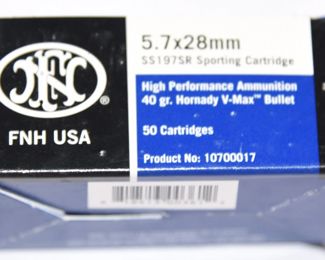 5.7x28mm
SS197SR Sporting Cartridge
FN
®
FNH USA
High Performance Ammunition
40 gr. Hornady V-Max™ Bullet
50 Cartridges
Product No: 10700017